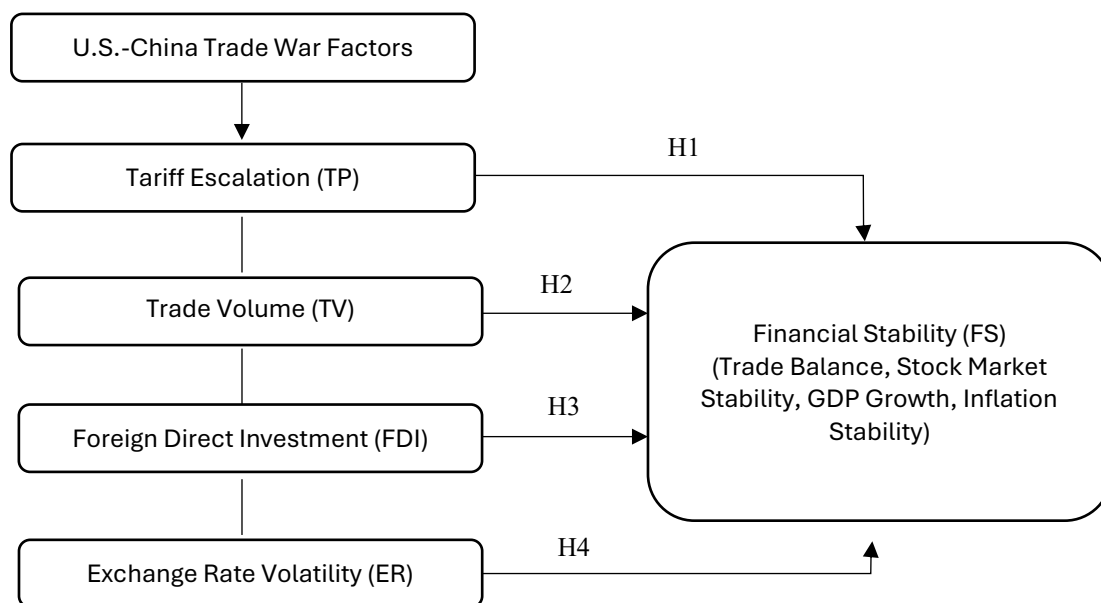 U.S.-China Trade War Factors
H1
Tariff Escalation (TP)
H2
Trade Volume (TV)
Financial Stability (FS)
(Trade Balance, Stock Market
Stability, GDP Growth, Inflation
Stability)
H3
Foreign Direct Investment (FDI)
H4
Exchange Rate Volatility (ER)